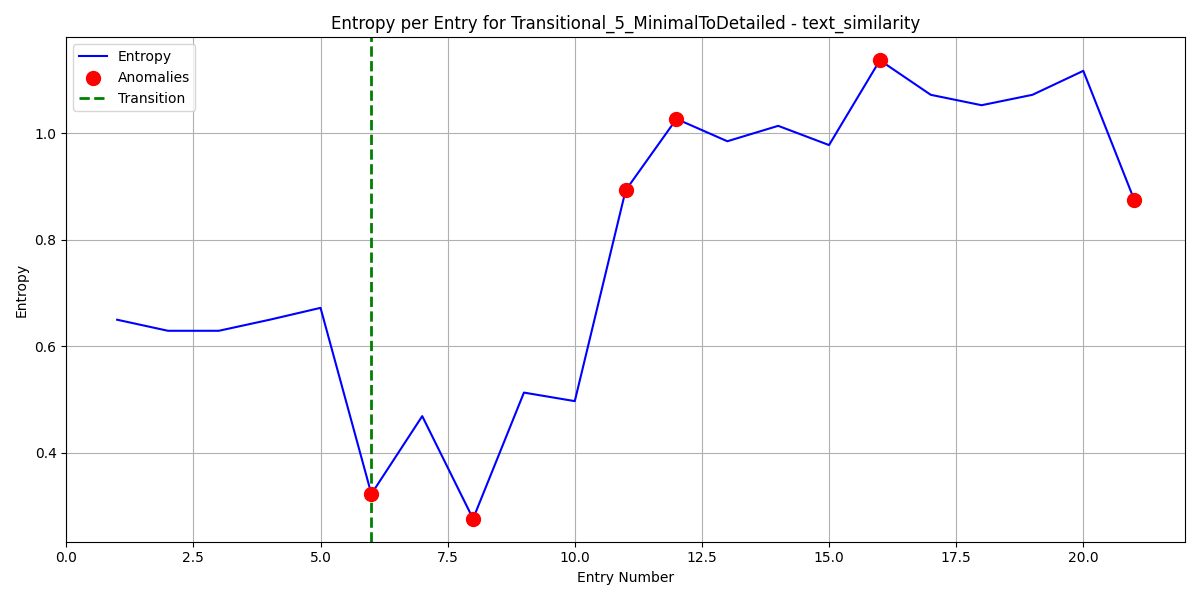 Entropy per Entry for Transitional_5_MinimalToDetailed - text_similarity
Entropy
Anomalies
Transition
Entropy
1.0
0.8
0.6
0.4
0.0 2.5 5.0 7.5 10.0 12.5 15.0 17.5 20.0
Entry Number